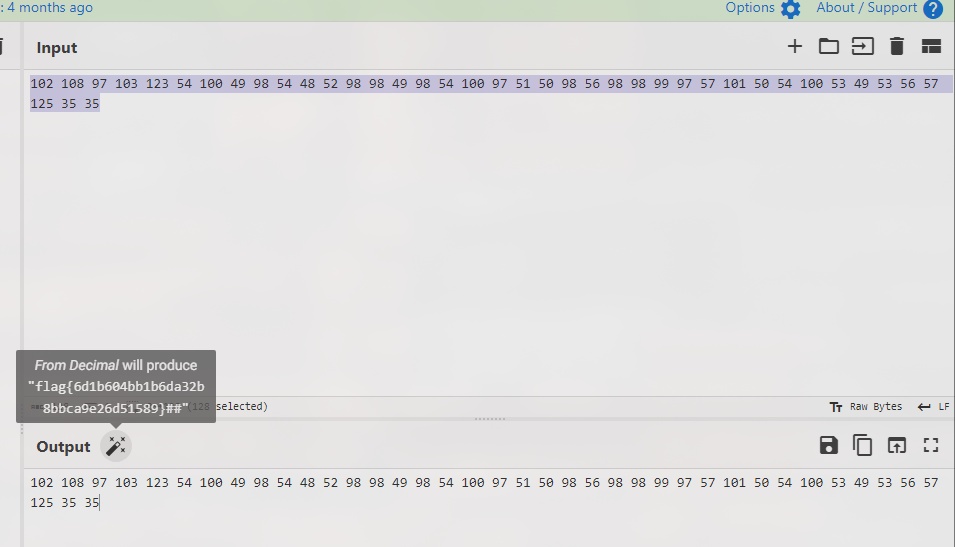 : 4 months ago Options About / Support ?
Input
102 108 97 103 123 54 100 49 98 54 48 52 98 98 49 98 54 100 97 51 50 98 56 98 98 99 97 57 101 50 54 100 53 49 53 56 57
125 35 35
From Decimal will produce
"flag{6d1b604bb1b6da32b
8bbca9e26d51589}##"
(128 selected) Raw Bytes LF
Output
102 108 97 103 123 54 100 49 98 54 48 52 98 98 49 98 54 100 97 51 50 98 56 98 98 99 97 57 101 50 54 100 53 49 53 56 57
125 35 35